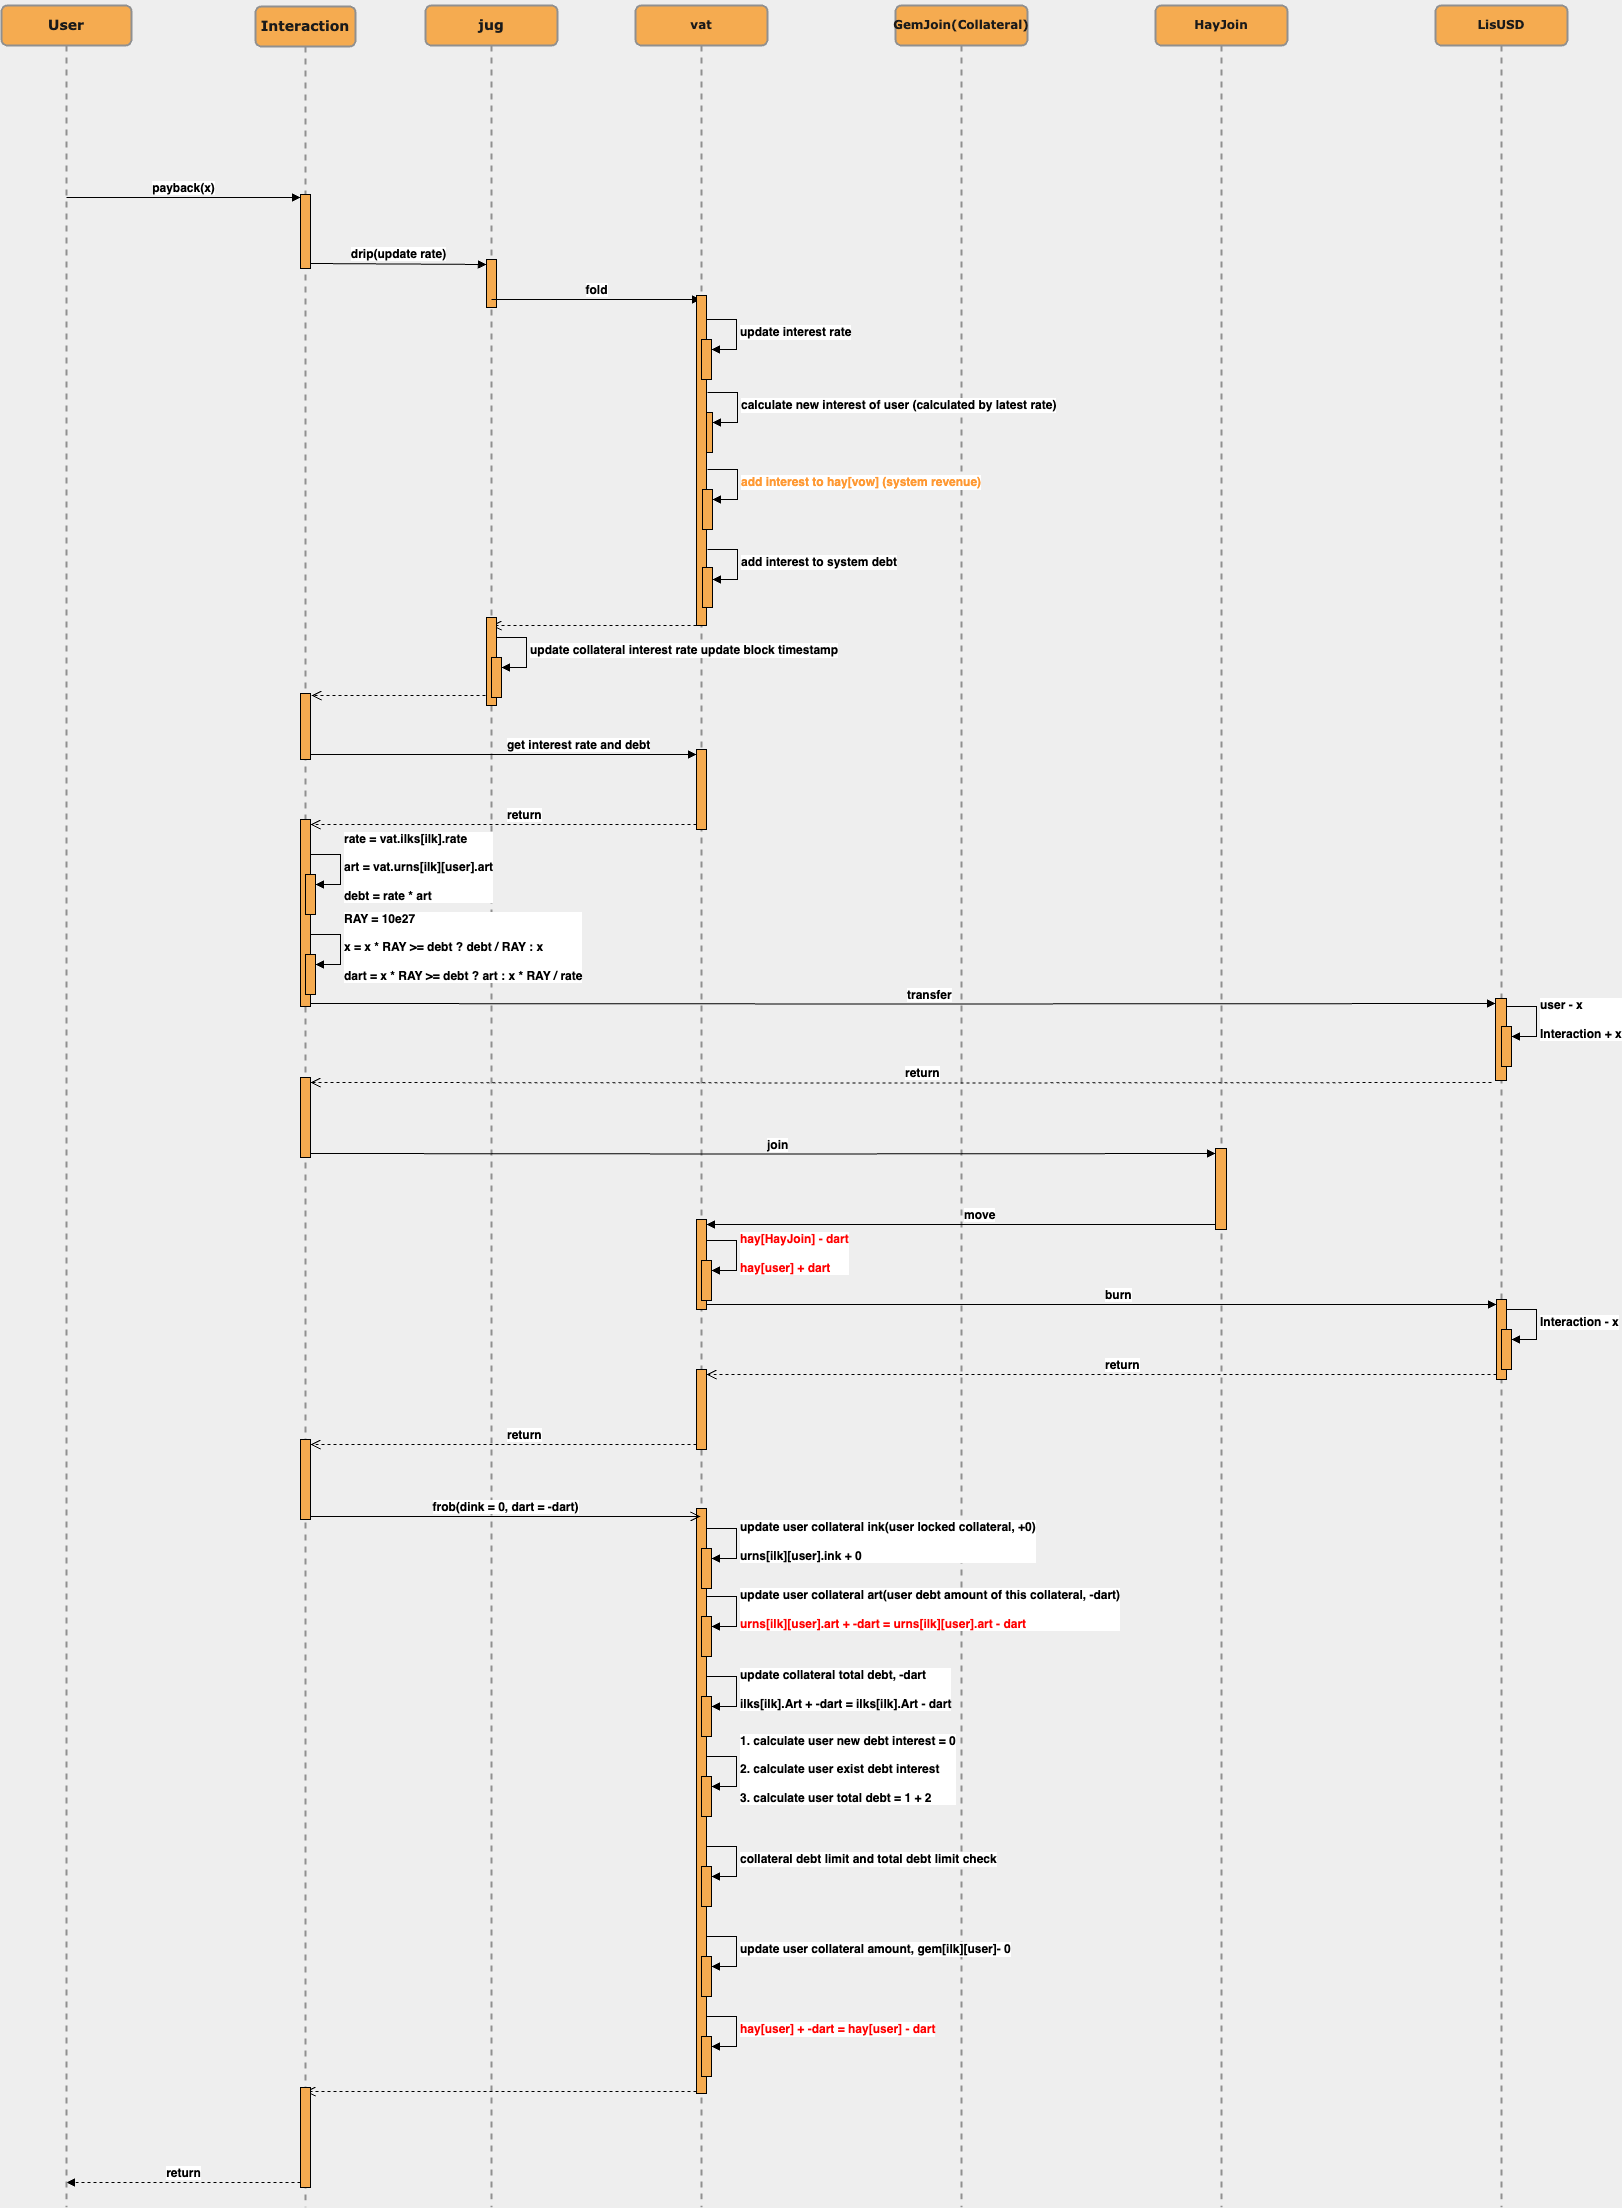 User
Interaction
jug
vat
GemJoin(Collateral)
HayJoin
LisUSD
payback(x)
drip(update rate)
fold
update interest rate
calculate new interest of user (calculated by latest rate)
add interest to hay[vow] (system revenue)
add interest to system debt
update collateral interest rate update block timestamp
get interest rate and debt
return
rate = vat.ilks[ilk].rate
art = vat.urns[ilk][user].art
debt = rate * art
RAY = 10e27
x = x * RAY >= debt ? debt / RAY : x
dart = x * RAY >= debt ? art : x * RAY / rate
transfer
user - x
Interaction + x
return
join
move
hay[HayJoin] - dart
hay[user] + dart
burn
Interaction - x
return
return
frob(dink = 0, dart = -dart)
update user collateral ink(user locked collateral, +0)
urns[ilk][user].ink + 0
update user collateral art(user debt amount of this collateral, -dart)
urns[ilk][user].art + -dart = urns[ilk][user].art - dart
update collateral total debt, -dart
ilks[ilk].Art + -dart = ilks[ilk].Art - dart
1. calculate user new debt interest = 0
2. calculate user exist debt interest
3. calculate user total debt = 1 + 2
collateral debt limit and total debt limit check
update user collateral amount, gem[ilk][user]- 0
hay[user] + -dart = hay[user] - dart
return